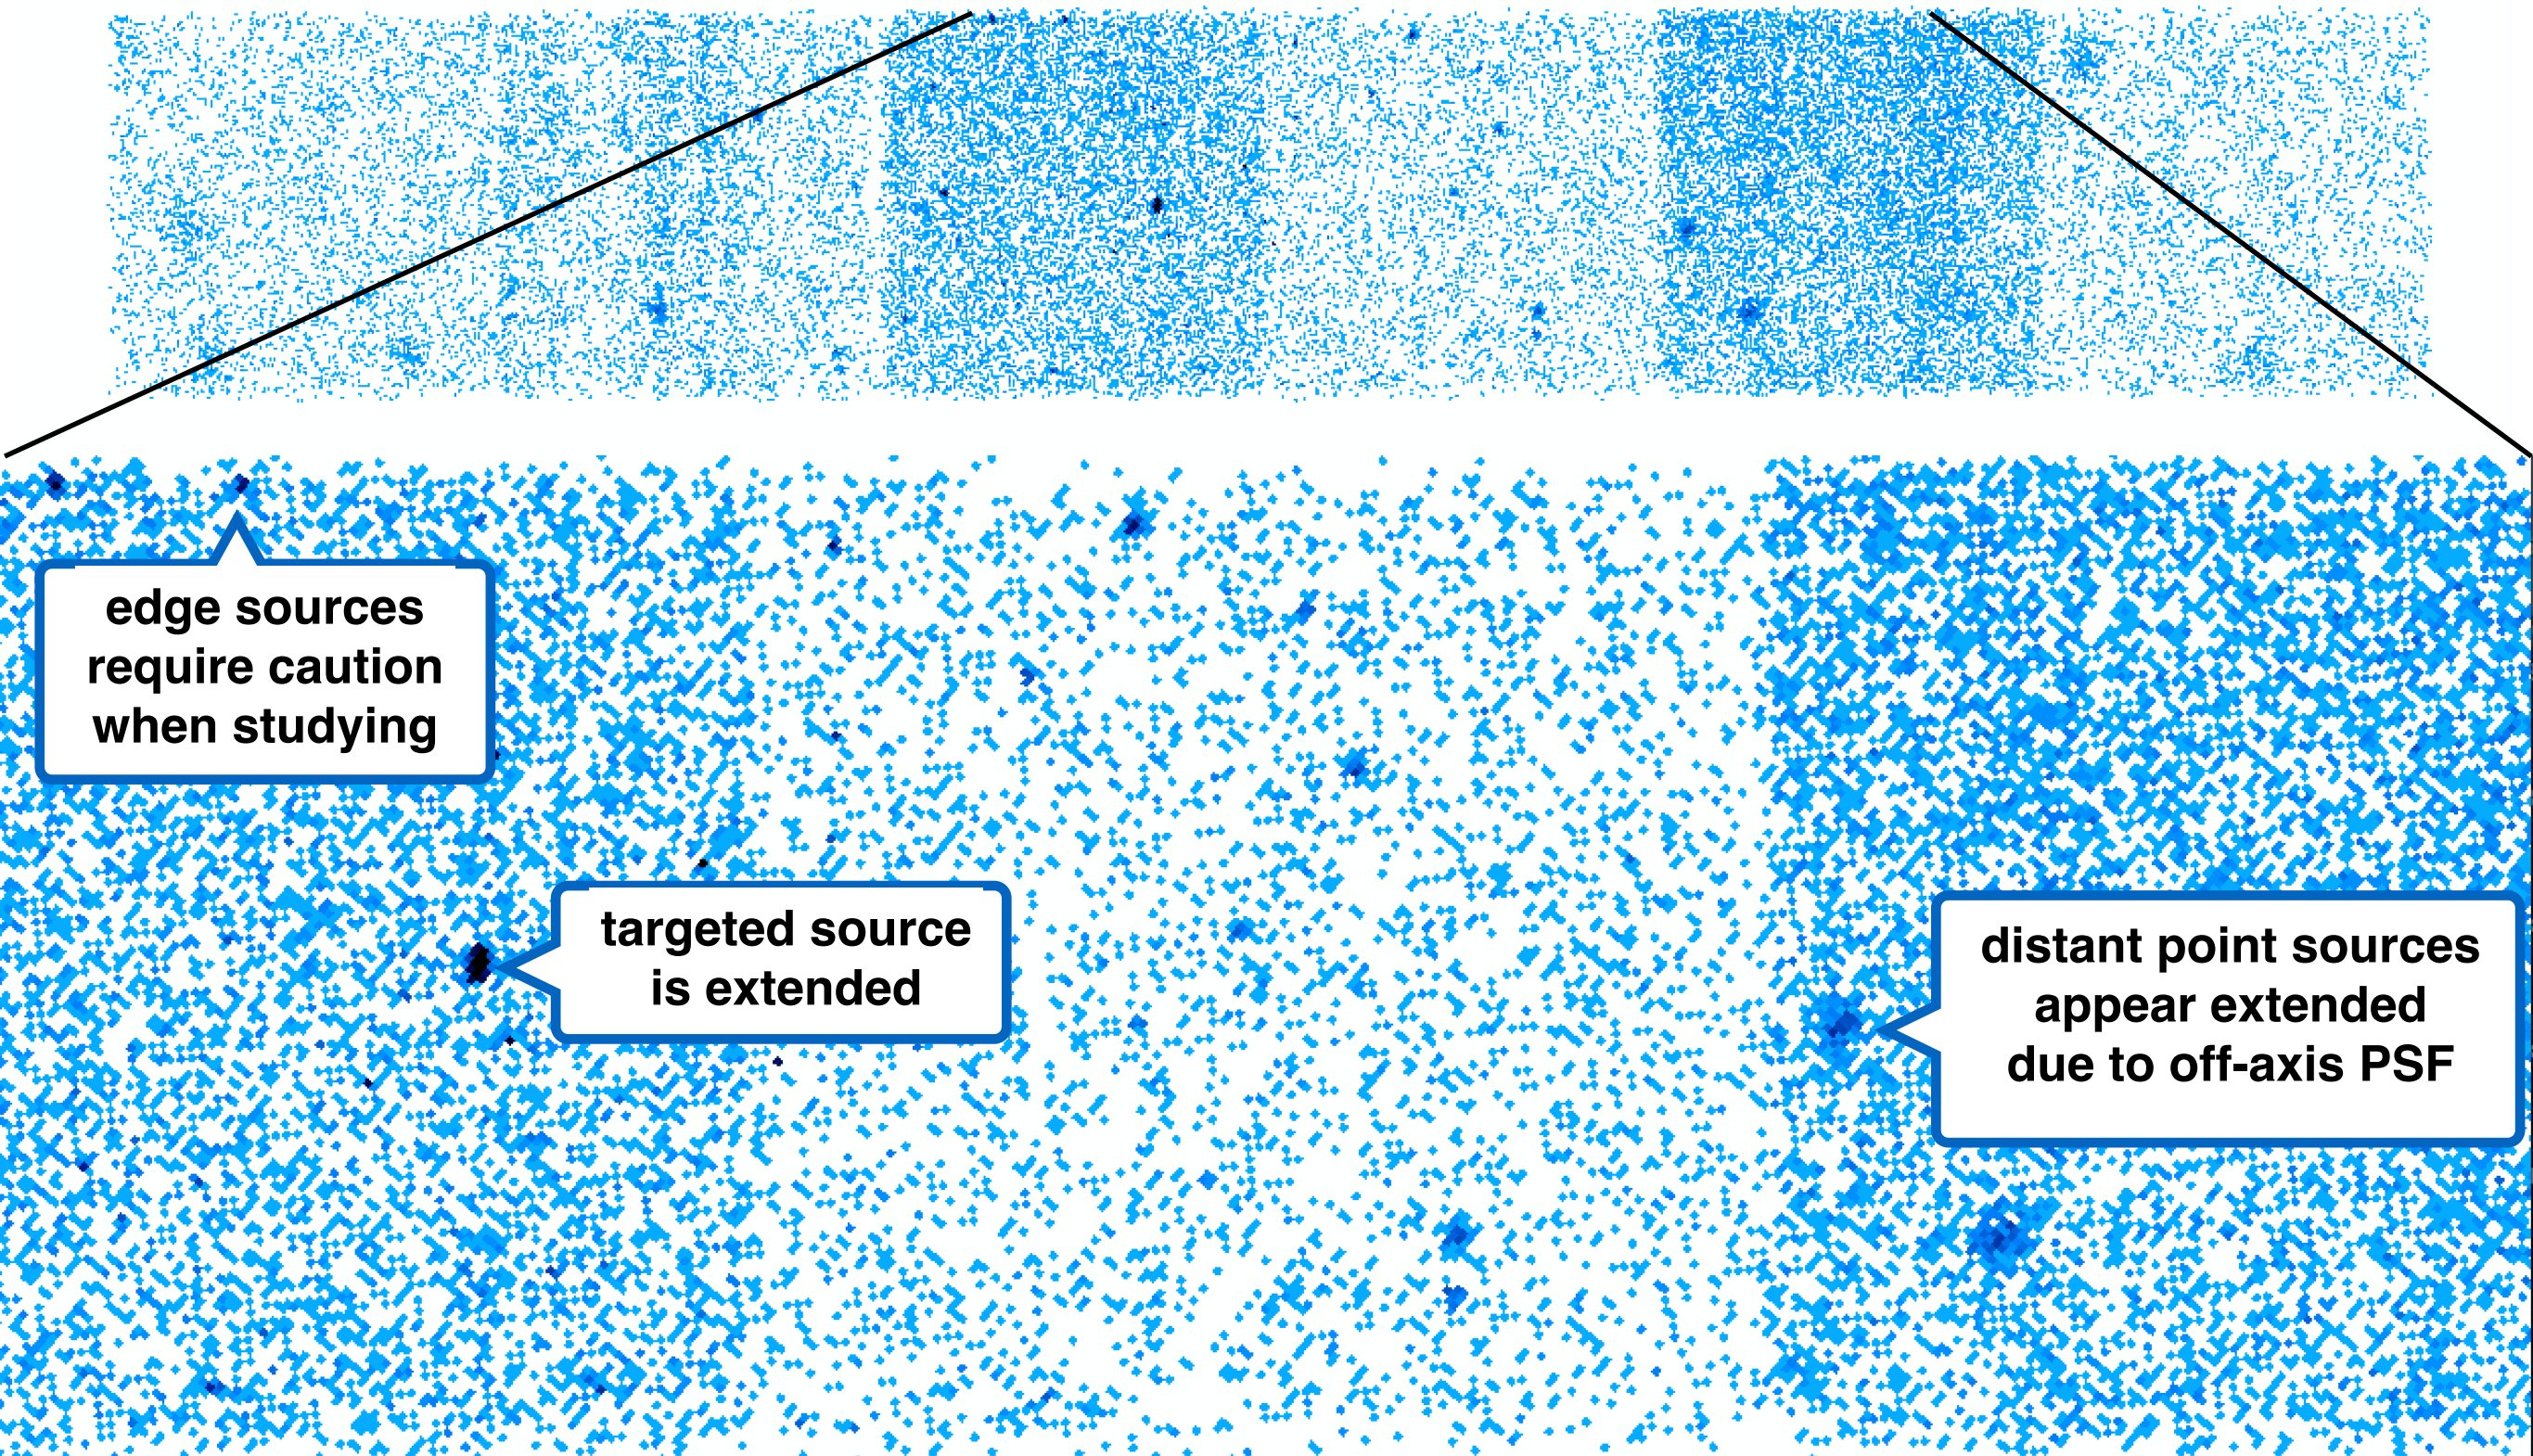 edge sources
require caution
when studying
targeted source
is extended
distant point sources
appear extended
due to off-axis PSF